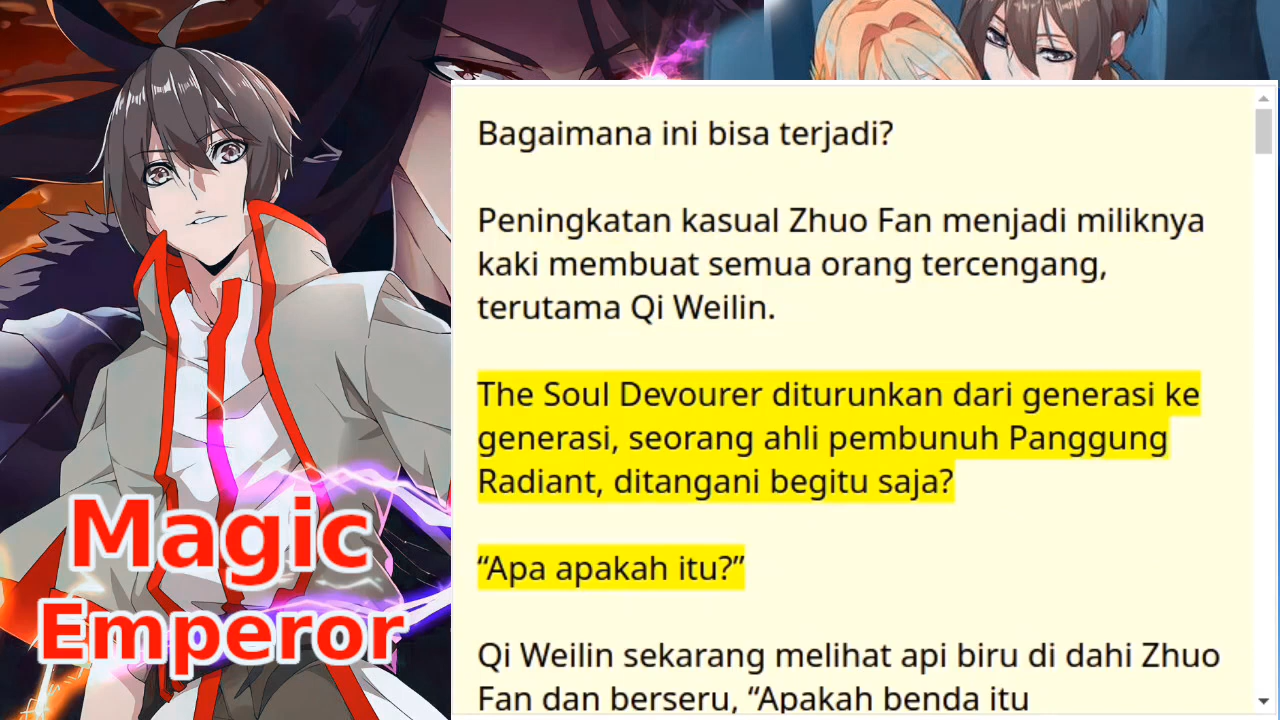 Bagaimana ini bisa terjadi?
Peningkatan kasual Zhuo Fan menjadi miliknya
kaki membuat semua orang tercengang,
terutama Qi Weilin.
The Soul Devourer diturunkan dari generasi ke
generasi, seorang ahli pembunuh Panggung
Radiant, ditangani begitu saja?
“Apa apakah itu?”
Qi Weilin sekarang melihat api biru di dahi Zhuo
Fan dan berseru, “Apakah benda itu
Magic
Emperor